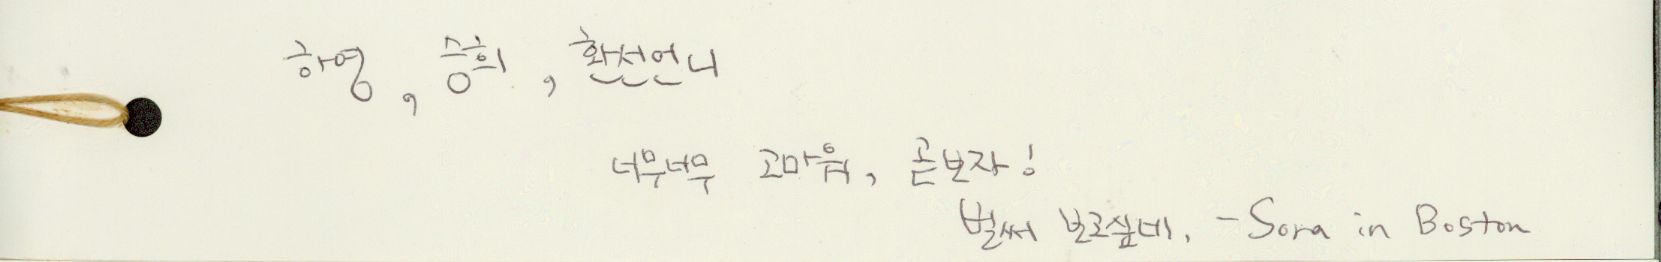 하영, 승희, 환선언니
너무너무 고마워, 곧보자!
벌써 보고싶네. - Sora in Boston